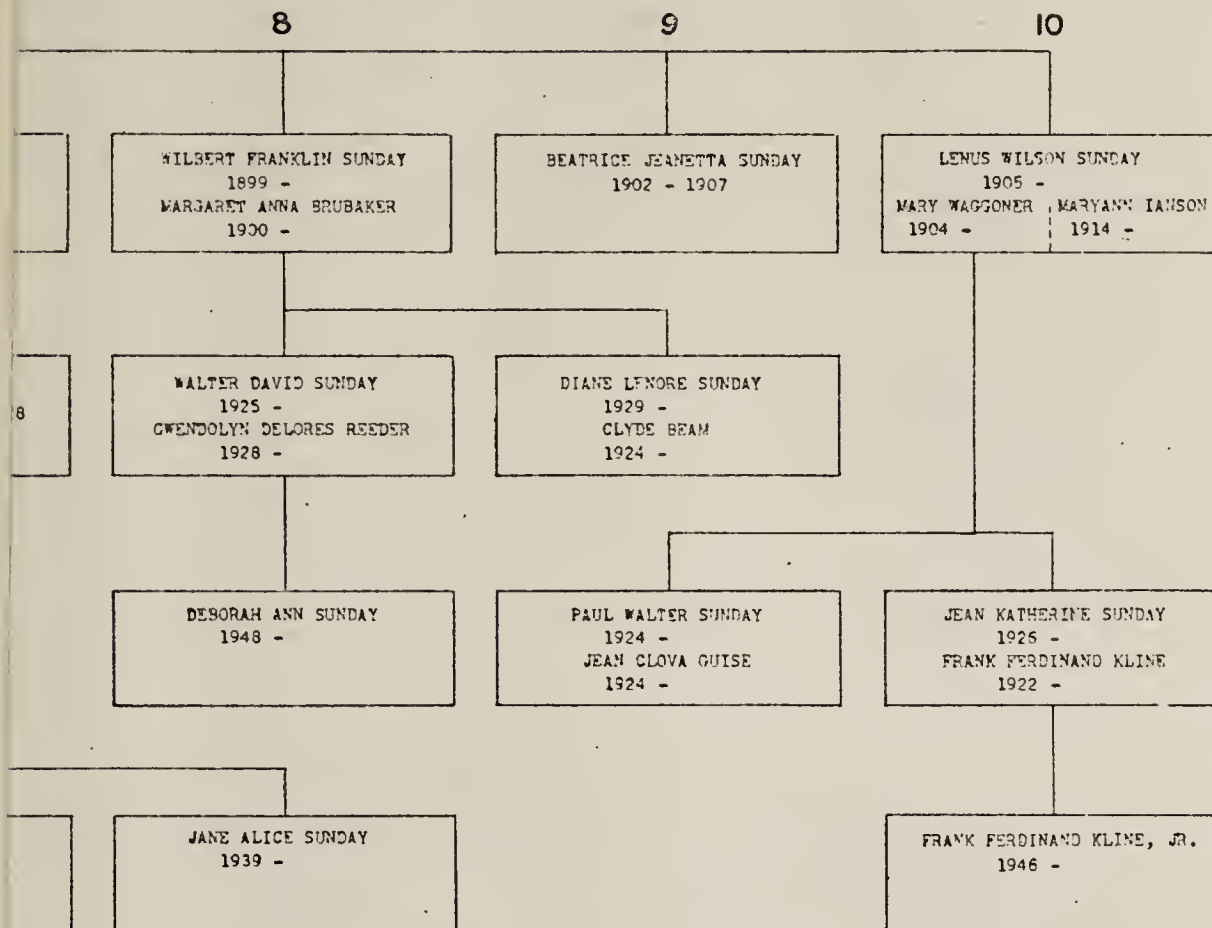 8
9
10
WILBERT FRANKLIN SUNDAY
1899 -
MARGARET ANNA BRUBAKER
1900 -
BEATRICE JEANETTA SUNDAY
1902 - 1907
LENUS WILSON SUNDAY
1905 -
MARY WAGGONER MARYANN IANSON
1904 - 1914 -
8
WALTER DAVID SUNDAY
1925 -
GWENDOLYN DELORES REEDER
1928 -
DIANE LENORE SUNDAY
1929 -
CLYDE BEAM
1924 -
DEBORAH ANN SUNDAY
1948 -
PAUL WALTER SUNDAY
1924 -
JEAN CLOVA GUISE
1924 -
JEAN KATHERINE SUNDAY
-
FRANK FERDINAND KLINE
1922 -
JANE ALICE SUNDAY
1939 -
FRANK FERDINAND KLINE, JR.
1946 -